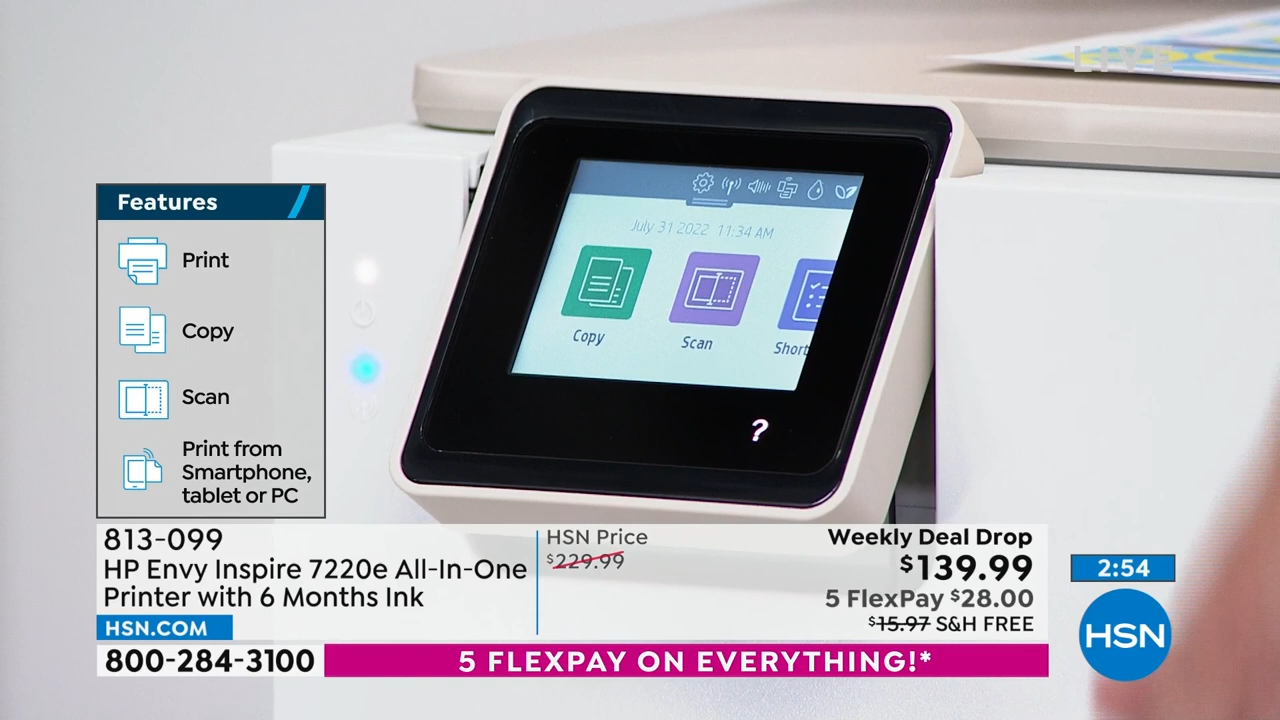 LIVE
Features
Print
Copy
Scan
Print from
Smartphone,
tablet or PC
July 31 2022 11:34 AM
Copy
Scan
Short
?
813-099
HP Envy Inspire 7220e All-In-One
Printer with 6 Months Ink
HSN.COM
HSN Price
$229.99
Weekly Deal Drop
$139.99
5 FlexPay $28.00
$15.97 S&H FREE
2:54
HSN
800-284-3100
5 FLEXPAY ON EVERYTHING!*